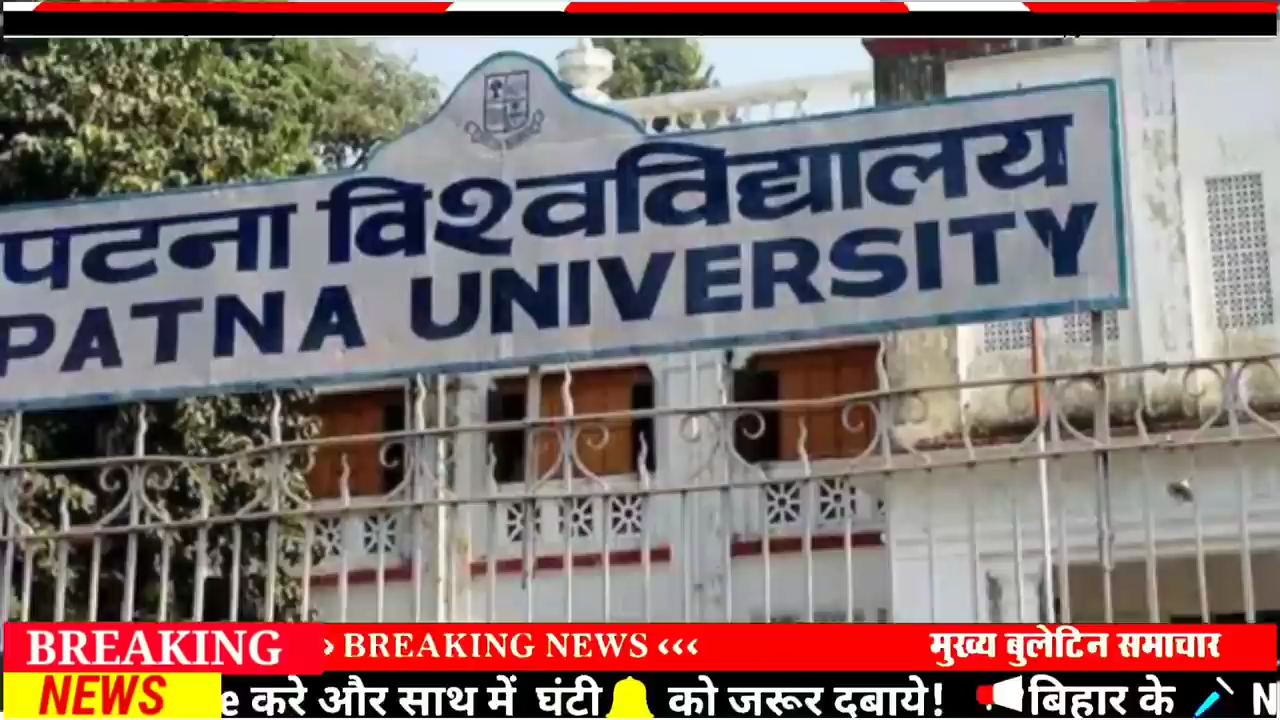 पटना विश्वविद्यालय
PATNA UNIVERSITY
BREAKING
NEWS
› BREAKING NEWS ‹‹‹
मुख्य बुलेटिन समाचार
e करे और साथ में घंटी🔔 को जरूर दबाये! 📢बिहार के N